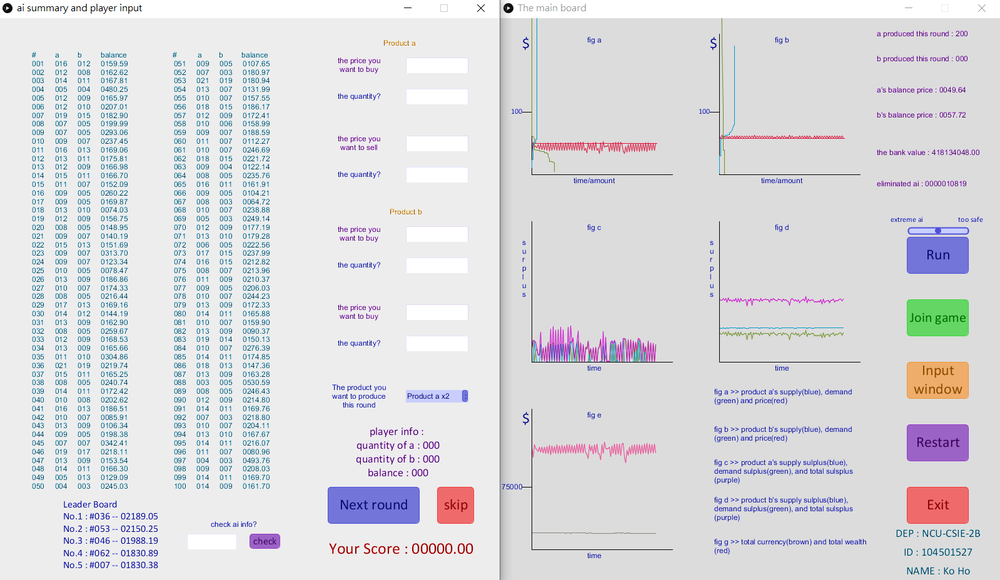 ai summary and player input
# a b balance # a b balance
001 016 012 0159.59 051 009 005 0107.65
002 012 008 0162.62 052 007 003 0180.97
003 014 011 0167.81 053 021 019 0180.94
004 005 004 0480.25 054 013 007 0131.99
005 012 009 0165.97 055 010 007 0157.55
006 012 010 0207.01 056 018 015 0186.17
007 019 015 0182.90 057 012 009 0172.41
008 007 005 0199.99 058 010 006 0158.99
009 007 005 0293.06 059 009 007 0188.59
010 009 007 0237.45 060 011 007 0112.27
011 016 013 0169.06 061 010 007 0246.69
012 013 011 0175.81 062 018 015 0221.72
013 012 009 0166.98 063 009 004 0122.14
014 015 011 0166.70 064 008 005 0235.76
015 011 007 0152.09 065 016 011 0161.91
016 009 005 0260.22 066 009 005 0104.21
017 009 005 0169.87 067 008 003 0064.72
018 013 010 0074.03 068 010 007 0238.88
019 012 009 0156.75 069 005 003 0249.14
020 008 005 0148.95 070 012 009 0177.19
021 009 007 0140.19 071 013 010 0179.28
022 015 013 0151.69 072 006 005 0222.56
023 009 007 0313.70 073 017 015 0237.99
024 009 007 0123.34 074 016 015 0212.82
025 010 005 0078.47 075 008 007 0213.96
026 013 009 0186.86 076 011 009 0210.37
027 010 007 0174.33 077 009 005 0206.03
028 008 005 0216.44 078 010 007 0244.23
029 017 013 0169.16 079 013 009 0172.33
030 014 012 0144.19 080 014 011 0165.88
031 013 009 0162.90 081 010 007 0159.90
032 008 005 0259.67 082 013 009 0090.37
033 012 009 0168.53 083 019 014 0150.13
034 013 009 0165.66 084 010 007 0276.39
035 011 010 0304.86 085 014 011 0174.85
036 021 019 0219.74 086 018 013 0147.36
037 015 011 0165.25 087 013 009 0163.28
038 008 005 0240.74 088 003 005 0530.59
039 014 011 0172.42 089 008 005 0246.43
040 010 008 0202.62 090 012 009 0214.80
041 016 013 0186.51 091 014 011 0169.76
042 010 007 0085.91 092 007 003 0218.80
043 013 009 0106.34 093 010 007 0204.11
044 009 005 0198.38 094 013 010 0167.67
045 007 007 0342.41 095 014 011 0216.07
046 019 017 0218.11 096 011 007 0080.96
047 013 009 0153.54 097 004 003 0493.76
048 014 011 0166.30 098 009 007 0208.03
049 005 013 0129.09 099 014 011 0169.70
050 004 003 0245.03 100 014 009 0161.70
Leader Board
No.1 : #036 -- 02189.05
No.2 : #053 -- 02150.25
No.3 : #046 -- 01988.19
No.4 : #062 -- 01830.89
No.5 : #007 -- 01830.38
check ai info?
check
Product a
the price you
want to buy
the quantity?
the price you
want to sell
the quantity?
Product b
the price you
want to buy
the quantity?
the price you
want to buy
the quantity?
The product you
want to produce
this round
Product a x2 :
player info :
quantity of a : 000
quantity of b : 000
balance : 000
Next round
skip
Your Score : 00000.00
The main board
$
fig a
100
time/amount
$
fig b
100
time/amount
a produced this round : 200
b produced this round : 000
a's balance price : 0049.64
b's balance price : 0057.72
the bank value : 418134048.00
eliminated ai : 0000010819
fig c
surplus
time
fig d
surplus
time
$
fig e
75000
time
fig a >> product a's supply(blue), demand
(green) and price(red)
fig b >> product b's supply(blue), demand
(green) and price(red)
fig c >> product a's supply sulplus(blue),
demand sulplus(green), and total sulsplus
(purple)
fig d >> product b's supply sulplus(blue),
demand sulplus(green), and total sulsplus
(purple)
fig g >> total currency(brown) and total wealth
(red)
extreme ai too safe
Run
Join game
Input
window
Restart
Exit
DEP : NCU-CSIE-2B
ID : 104501527
NAME : Ko Ho